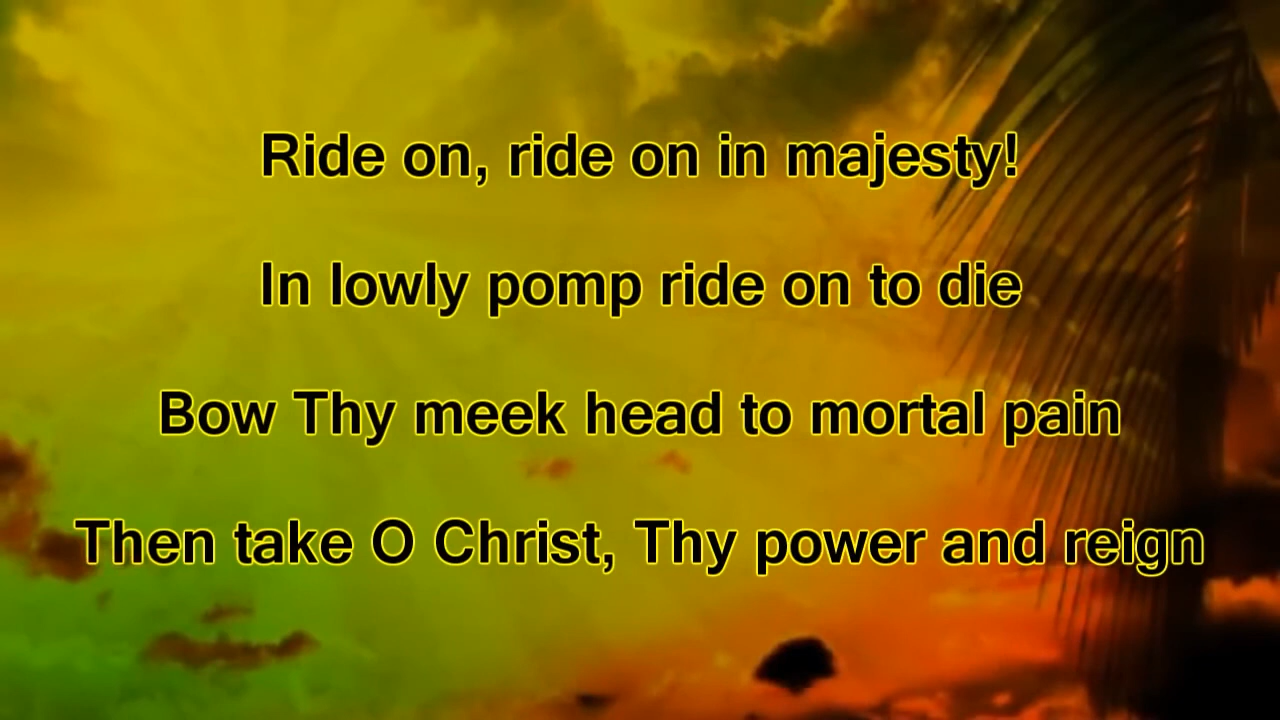 Ride on, ride on in majesty!
In lowly pomp ride on to die
Bow Thy meek head to mortal pain
Then take O Christ, Thy power and reign